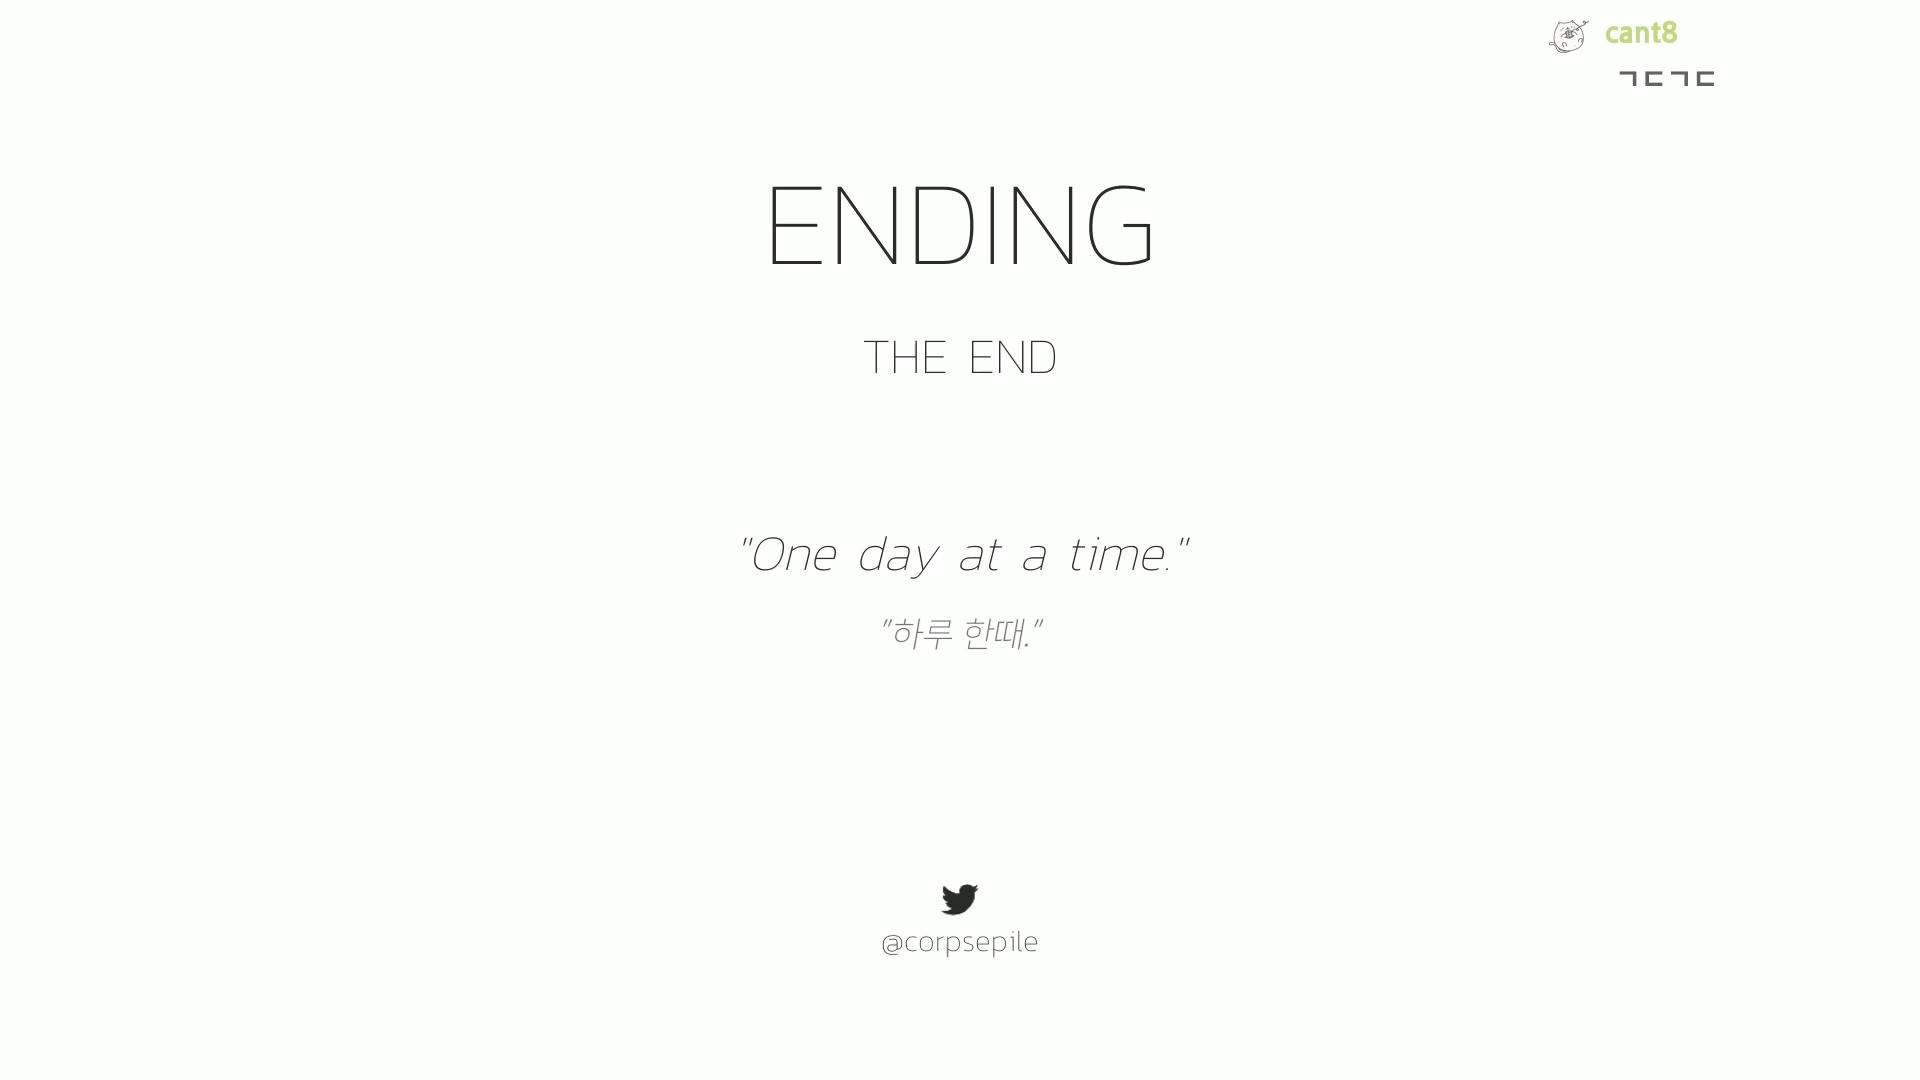 cant8
ㄱㄷㄱㄷ
ENDING
THE END
"One day at a time."
"하루 한때."
@corpsepile